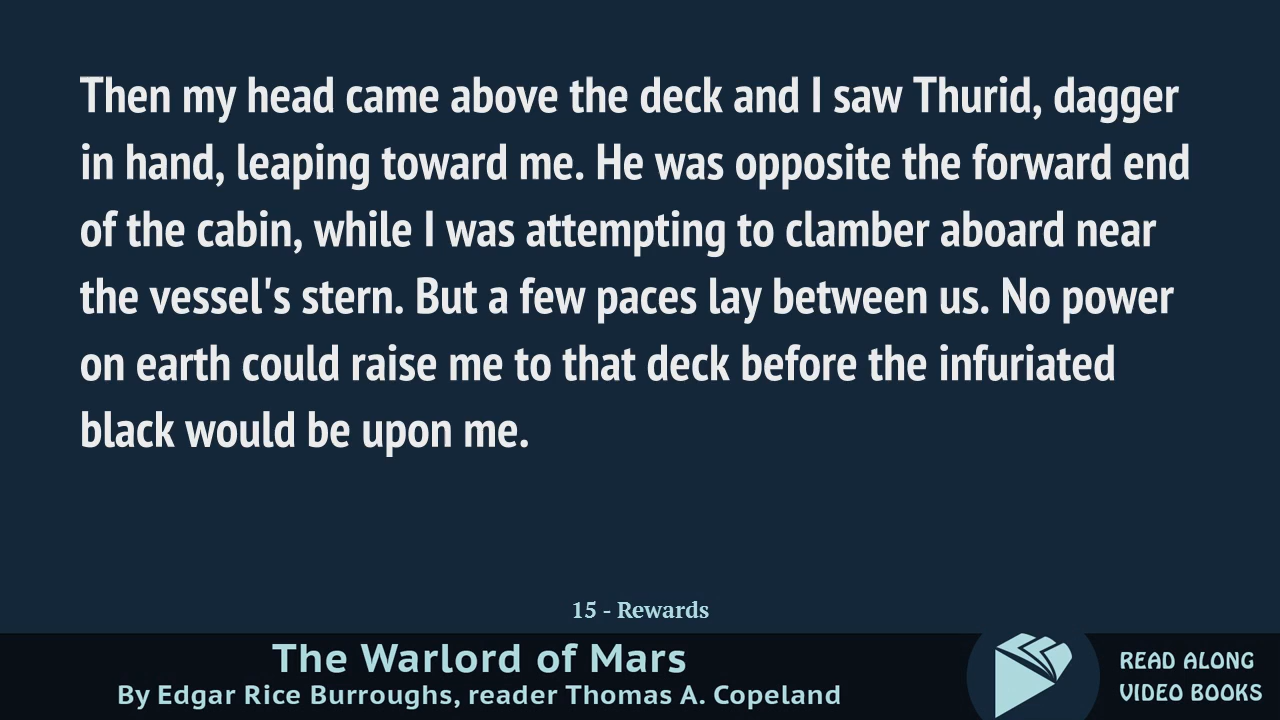 Then my head came above the deck and I saw Thurid, dagger
in hand, leaping toward me. He was opposite the forward end
of the cabin, while I was attempting to clamber aboard near
the vessel's stern. But a few paces lay between us. No power
on earth could raise me to that deck before the infuriated
black would be upon me.
15 - Rewards
The Warlord of Mars
By Edgar Rice Burroughs, reader Thomas A. Copeland
READ ALONG
VIDEO BOOKS